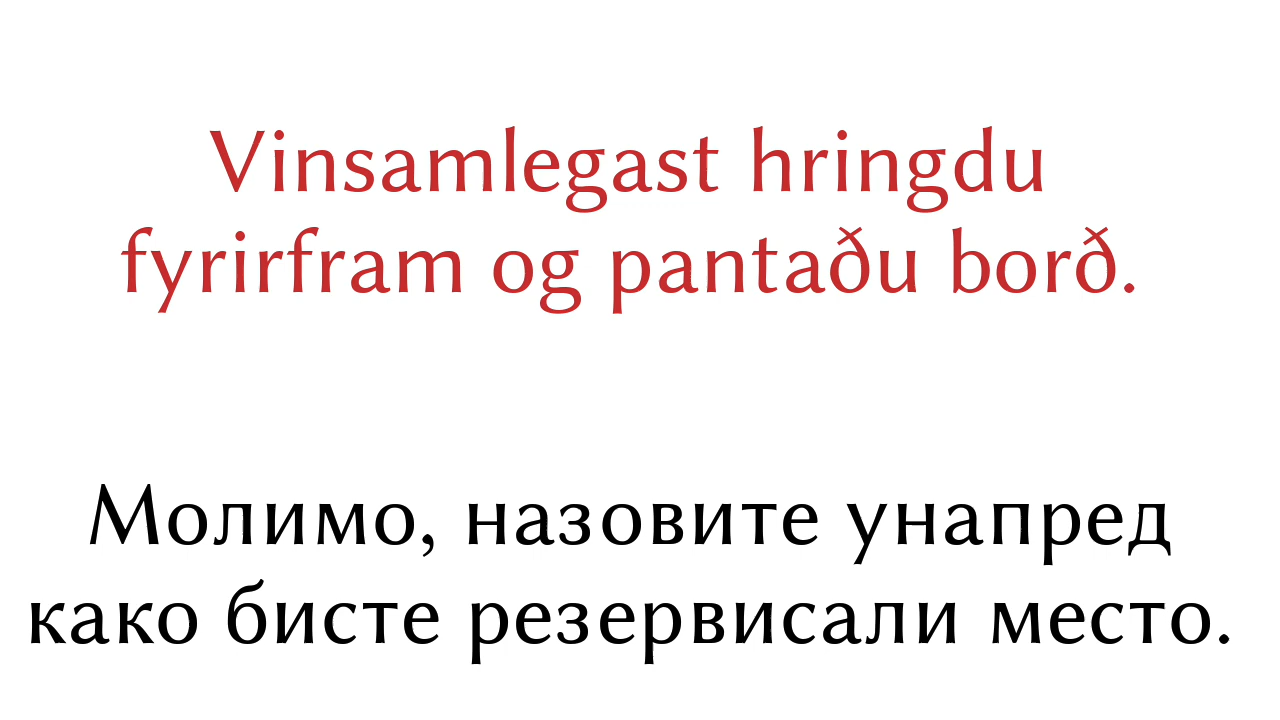 Vinsamlegast hringdu
fyrirfram og pantaðu borð.
Молимо, назовите унапред
како бисте резервисали место.